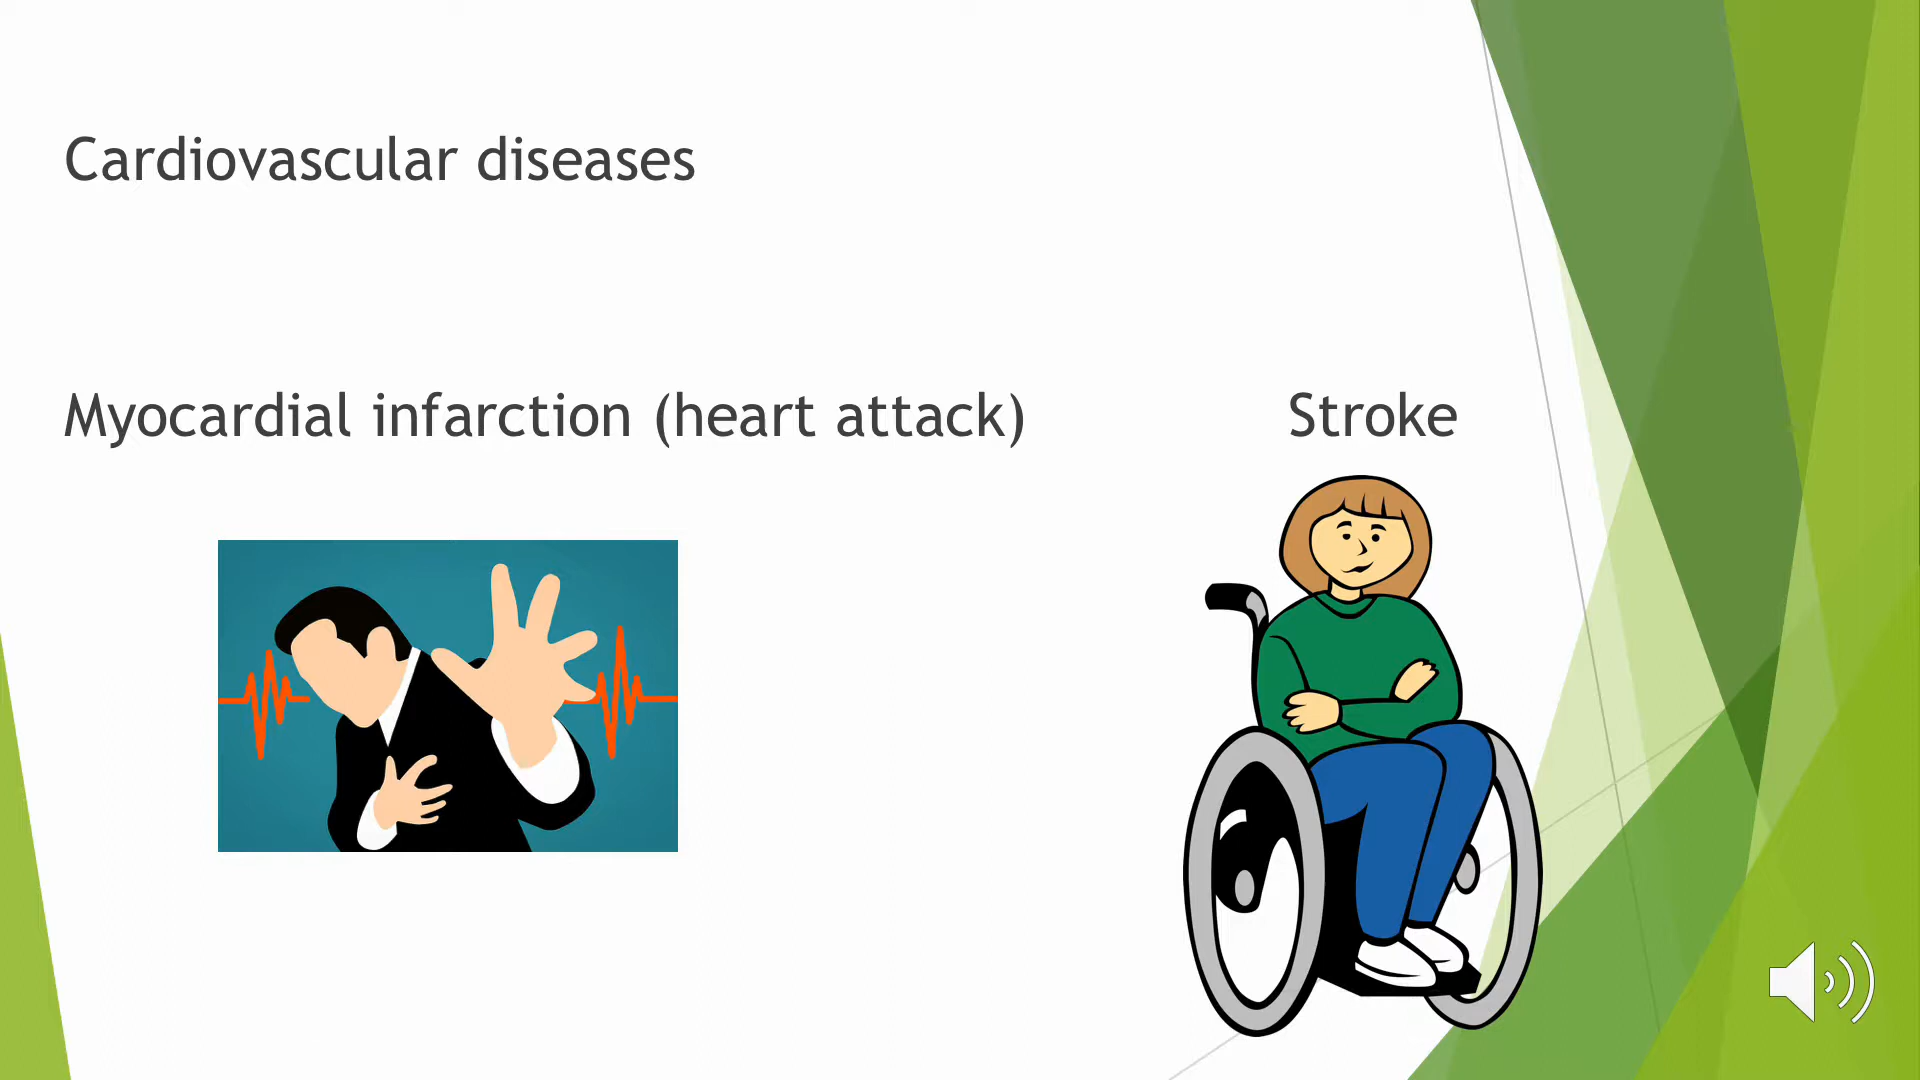 Cardiovascular diseases
Myocardial infarction (heart attack)
Stroke